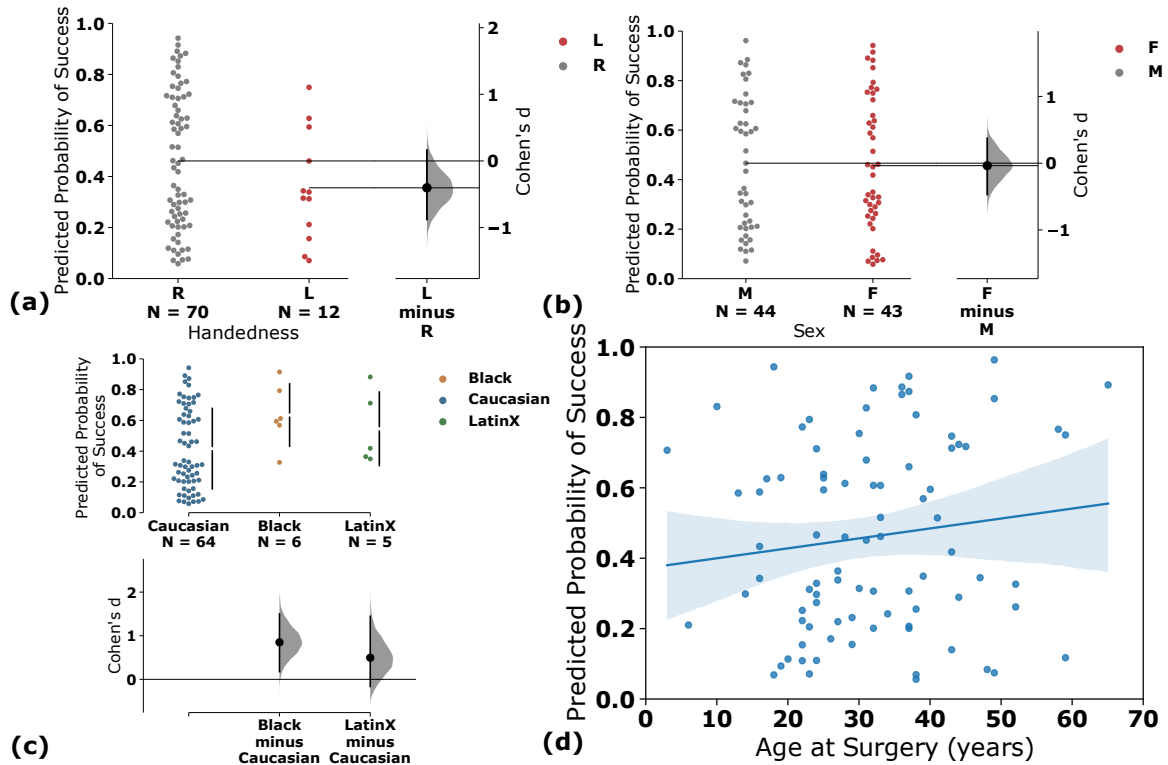 Predicted Probability of Success
1.0
0.8
0.6
0.4
0.2
0.0
2
1
0
−1
Cohen's d
L
R
R
N = 70
L
N = 12
L
minus
R
Handedness
(a)
Predicted Probability of Success
1.0
0.8
0.6
0.4
0.2
0.0
1
0
−1
Cohen's d
F
M
M
N = 44
F
N = 43
F
minus
M
Sex
(b)
Predicted Probability
of Success
1.0
0.8
0.6
0.4
0.2
0.0
Black
Caucasian
LatinX
Caucasian
N = 64
Black
N = 6
LatinX
N = 5
Cohen's d
2
1
0
Black
minus
Caucasian
LatinX
minus
Caucasian
(c)
Predicted Probability of Success
1.0
0.8
0.6
0.4
0.2
0.0
0
10
20
30
40
50
60
70
Age at Surgery (years)
(d)